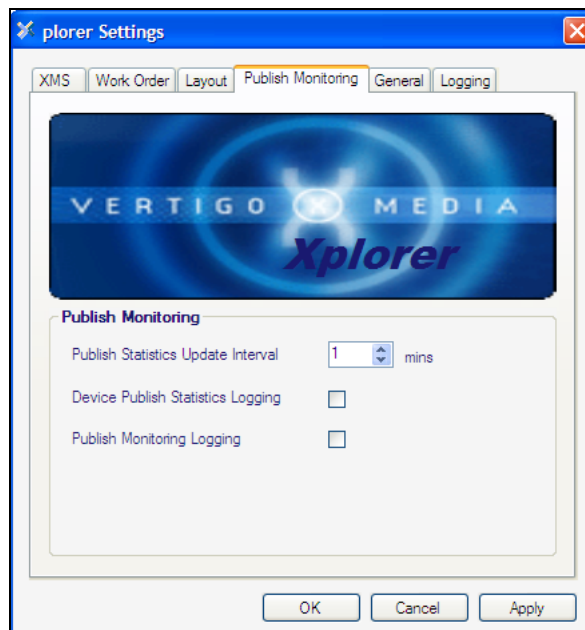 plorer Settings
XMS Work Order Layout Publish Monitoring General Logging
VERTIGO X MEDIA
Xplorer
Publish Monitoring
Publish Statistics Update Interval 1 mins
Device Publish Statistics Logging
Publish Monitoring Logging
OK Cancel Apply